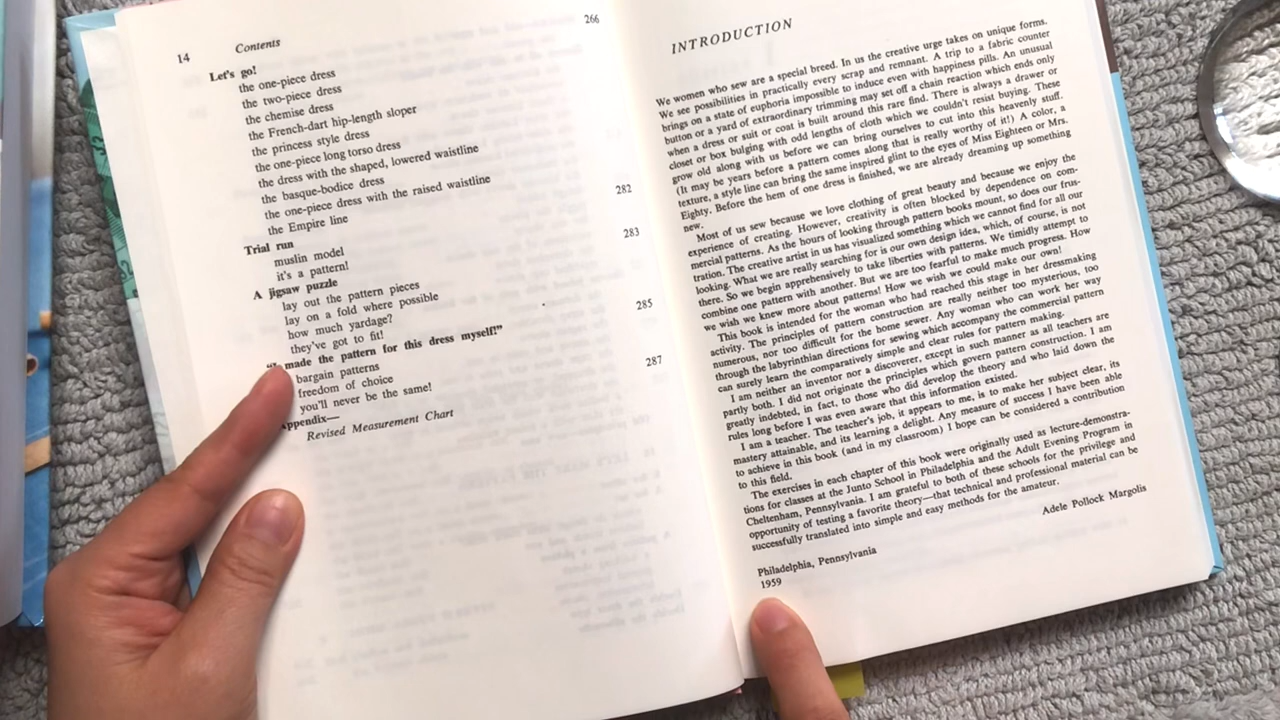 14
Contents
266
Let's go!
the one-piece dress
the two-piece dress
the chemise dress
the French-dart hip-length sloper
the princess style dress
the one-piece long torso dress
the dress with the shaped, lowered waistline
the basque-bodice dress
the one-piece dress with the raised waistline
the Empire line
282
Trial run
muslin model
it's a pattern!
283
A jigsaw puzzle
lay out the pattern pieces
lay on a fold where possible
how much yardage?
they've got to fit!
285
made the pattern for this dress myself!"
bargain patterns
freedom of choice
you'll never be the same!
287
Appendix—
Revised Measurement Chart
INTRODUCTION
We women who sew are a special breed. In us the creative urge takes on unique forms.
We see possibilities in practically every scrap and remnant. A trip to a fabric counter
brings on a state of euphoria impossible to induce even with happiness pills. An unusual
button or a yard of extraordinary trimming may set off a chain reaction which ends only
when a dress or suit or coat is built around this rare find. There is always a drawer or
closet or box bulging with odd lengths of cloth which we couldn't resist buying. These
grow old along with us before we can bring ourselves to cut into this heavenly stuff.
(It may be years before a pattern comes along that is really worthy of it!) A color, a
texture, a style line can bring the same inspired glint to the eyes of Miss Eighteen or Mrs.
Eighty. Before the hem of one dress is finished, we are already dreaming up something
new.
Most of us sew because we love clothing of great beauty and because we enjoy the
experience of creating. However, creativity is often blocked by dependence on com-
mercial patterns. As the hours of looking through pattern books mount, so does our frus-
tration. The creative artist in us has visualized something which we cannot find for all our
looking. What we are really searching for is our own design idea, which, of course, is not
there. So we begin apprehensively to take liberties with patterns. We timidly attempt to
combine one pattern with another. But we are too fearful to make much progress. How
we wish we knew more about patterns! How we wish we could make our own!
This book is intended for the woman who had reached this stage in her dressmaking
activity. The principles of pattern construction are really neither too mysterious, too
numerous, nor too difficult for the home sewer. Any woman who can work her way
through the labyrinthian directions for sewing which accompany the commercial pattern
can surely learn the comparatively simple and clear rules for pattern making.
I am neither an inventor nor a discoverer, except in such manner as all teachers are
partly both. I did not originate the principles which govern pattern construction. I am
greatly indebted, in fact, to those who did develop the theory and who laid down the
rules long before I was even aware that this information existed.
I am a teacher. The teacher's job, it appears to me, is to make her subject clear, its
mastery attainable, and its learning a delight. Any measure of success I have been able
to achieve in this book (and in my classroom) I hope can be considered a contribution
to this field.
The exercises in each chapter of this book were originally used as lecture-demonstra-
tions for classes at the Junto School in Philadelphia and the Adult Evening Program in
Cheltenham, Pennsylvania. I am grateful to both of these schools for the privilege and
opportunity of testing a favorite theory—that technical and professional material can be
successfully translated into simple and easy methods for the amateur.
Adele Pollock Margolis
Philadelphia, Pennsylvania
1959